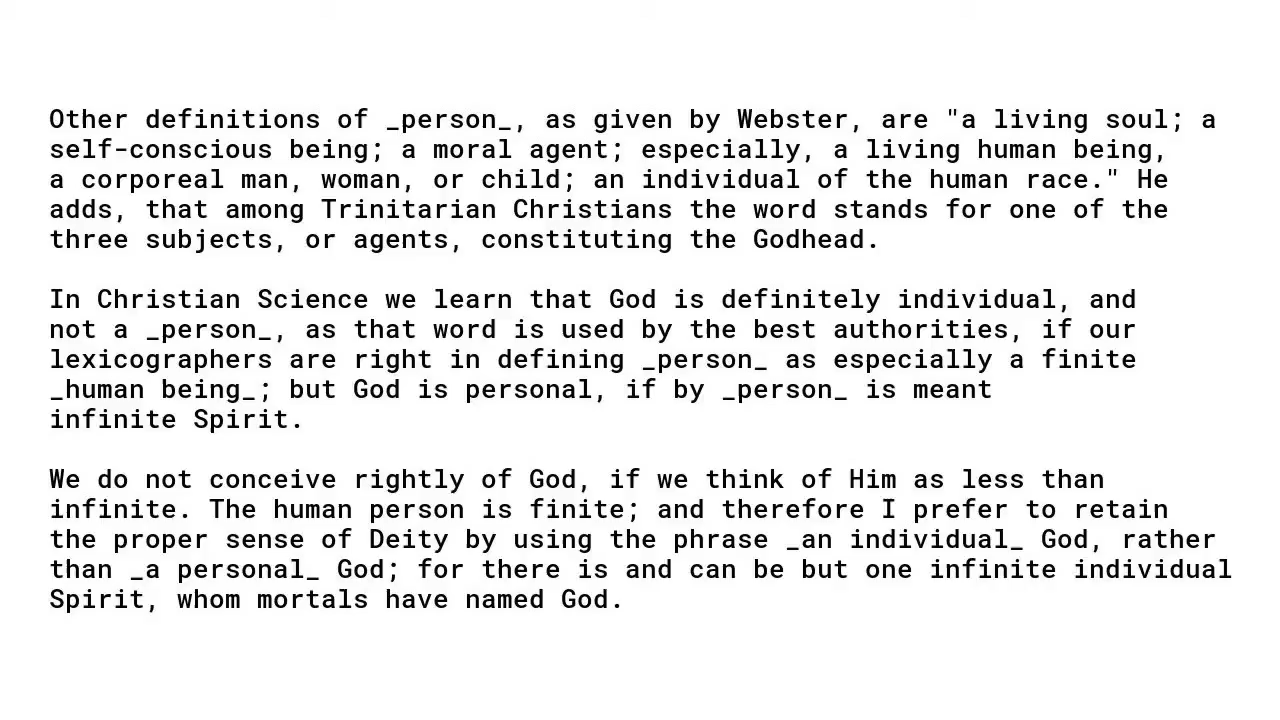 Other definitions of _person_, as given by Webster, are "a living soul; a
self-conscious being; a moral agent; especially, a living human being,
a corporeal man, woman, or child; an individual of the human race." He
adds, that among Trinitarian Christians the word stands for one of the
three subjects, or agents, constituting the Godhead.

In Christian Science we learn that God is definitely individual, and
not a _person_, as that word is used by the best authorities, if our
lexicographers are right in defining _person_ as especially a finite
_human being_; but God is personal, if by _person_ is meant
infinite Spirit.

We do not conceive rightly of God, if we think of Him as less than
infinite. The human person is finite; and therefore I prefer to retain
the proper sense of Deity by using the phrase _an individual_ God, rather
than _a personal_ God; for there is and can be but one infinite individual
Spirit, whom mortals have named God.